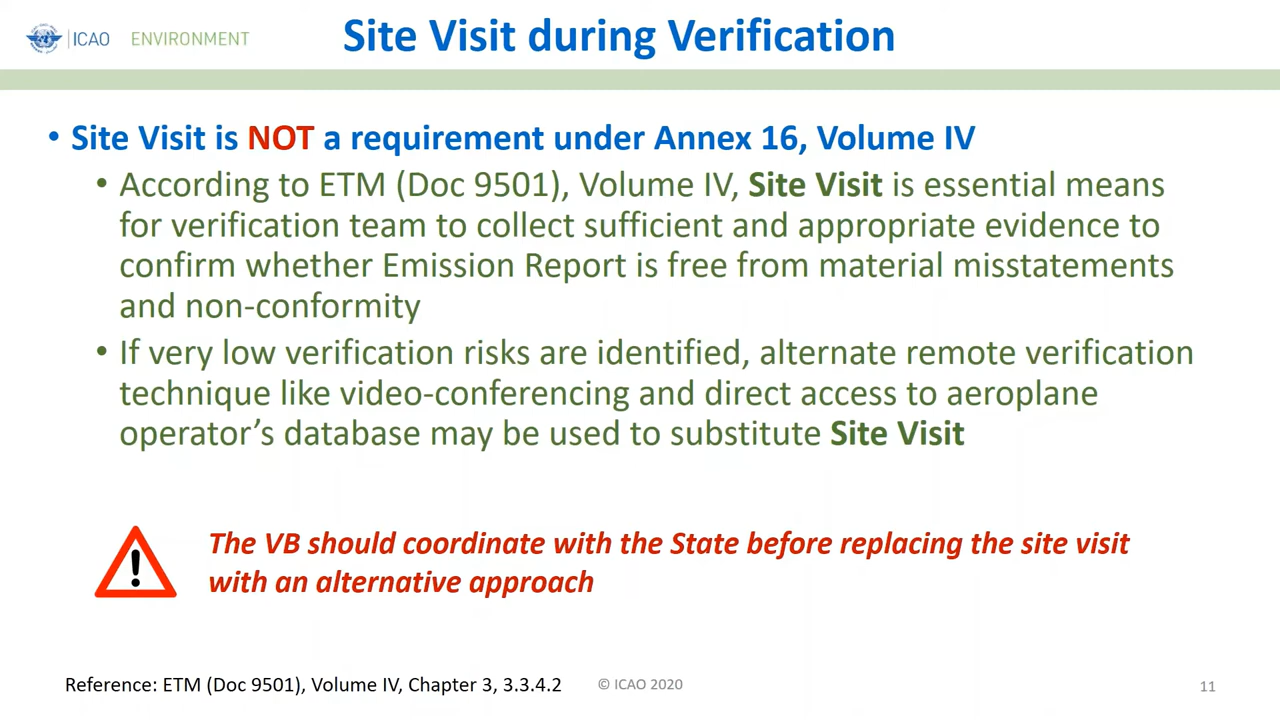 ICAO ENVIRONMENT
Site Visit during Verification
• Site Visit is NOT a requirement under Annex 16, Volume IV
• According to ETM (Doc 9501), Volume IV, Site Visit is essential means
for verification team to collect sufficient and appropriate evidence to
confirm whether Emission Report is free from material misstatements
and non-conformity
• If very low verification risks are identified, alternate remote verification
technique like video-conferencing and direct access to aeroplane
operator’s database may be used to substitute Site Visit
!
The VB should coordinate with the State before replacing the site visit
with an alternative approach
Reference: ETM (Doc 9501), Volume IV, Chapter 3, 3.3.4.2
© ICAO 2020
11